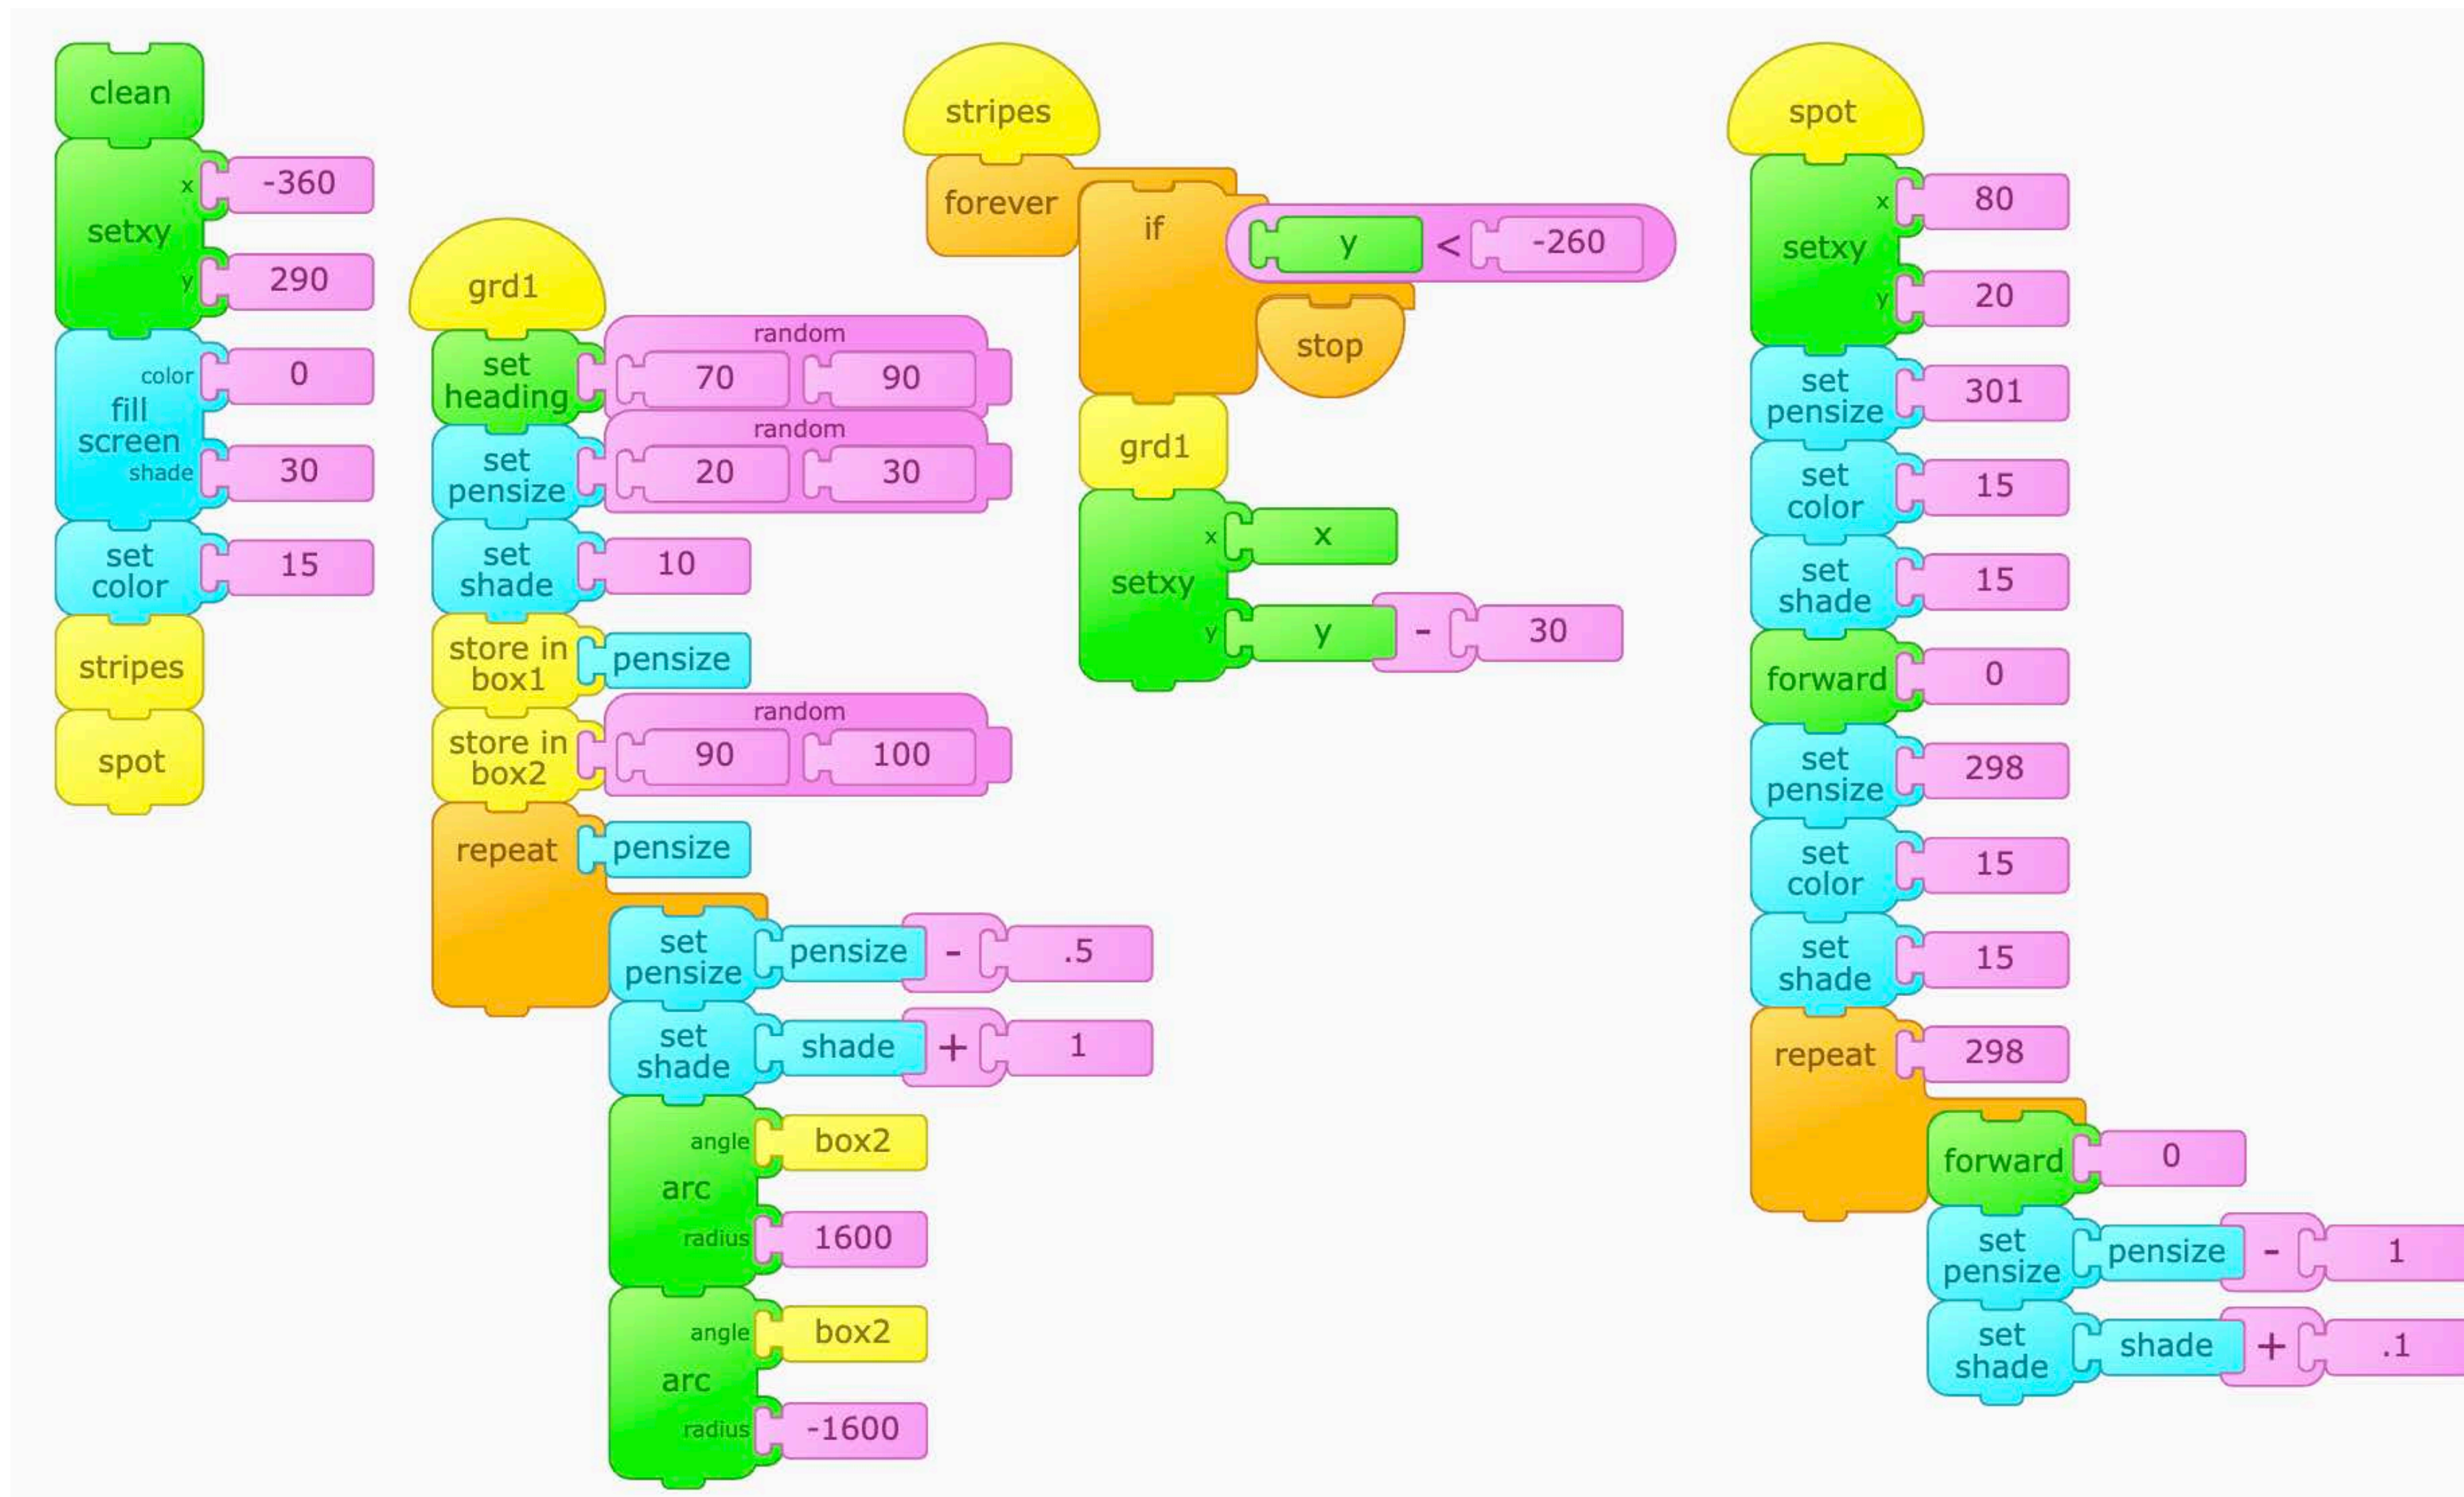 clean
x -360
setxy
y 290
color 0
fill
screen
shade 30
set
color 15
stripes
spot
grd1
random
set
heading 70 90
random
set
pensize 20 30
set
shade 10
store in
box1 pensize
random
store in
box2 90 100
repeat pensize
set
pensize pensize - .5
set
shade shade + 1
angle box2
arc
radius 1600
angle box2
arc
radius -1600
stripes
forever
if y < -260
stop
grd1
x x
setxy
y y - 30
spot
x 80
setxy
y 20
set
pensize 301
set
color 15
set
shade 15
forward 0
set
pensize 298
set
color 15
set
shade 15
repeat 298
forward 0
set
pensize pensize - 1
set
shade shade + .1